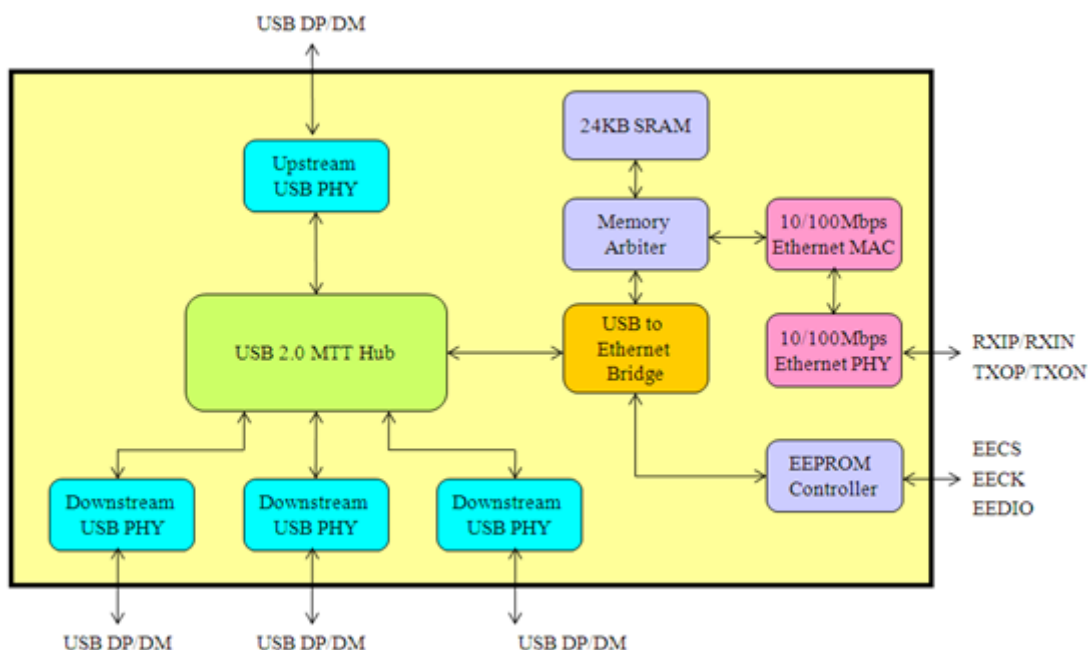 USB DP/DM
24KB SRAM
Upstream
USB PHY
Memory
Arbiter
10/100Mbps
Ethernet MAC
USB 2.0 MTT Hub
USB to
Ethernet
Bridge
10/100Mbps
Ethernet PHY
RXIP/RXIN
TXOP/TXON
EEPROM
Controller
EECS
EECK
EEDIO
Downstream
USB PHY
Downstream
USB PHY
Downstream
USB PHY
USB DP/DM
USB DP/DM
USB DP/DM